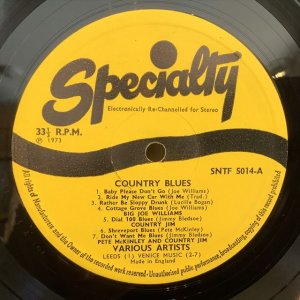 Specialty
Electronically Re-Channelled for Stereo
33⅓ R.P.M.
℗ 1973
SNTF 5014-A
COUNTRY BLUES
1. Baby Please Don't Go (Joe Williams)
2. Ride My New Car With Me (Trad.)
3. Rather Be Sloppy Drunk (Lucille Bogan)
4. Cottage Grove Blues (Joe Williams)
BIG JOE WILLIAMS
5. Dial 100 Blues (Jimmy Bledsoe)
COUNTRY JIM
6. Shreveport Blues (Pete McKinley)
7. Don't Want Me Blues (Jimmy Bledsoe)
PETE McKINLEY AND COUNTRY JIM
VARIOUS ARTISTS
LEEDS (1) VENICE MUSIC (2-7)
Made in England
All rights of the Manufacturers and the Owner of the recording work reserved · Unauthorised public performance, broadcasting, copying of this record prohibited